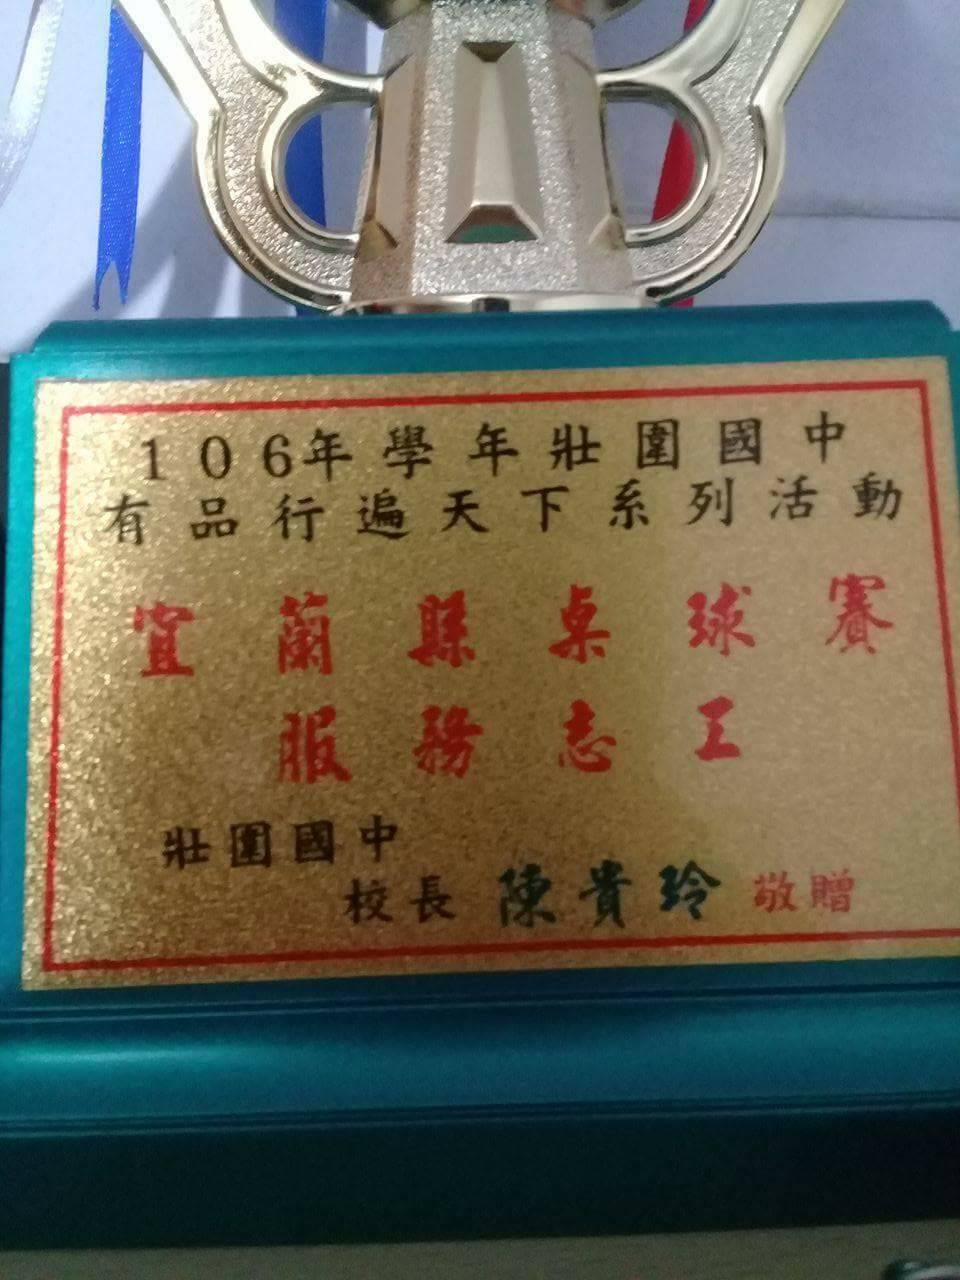 106年學年壯圍國中
有品行遍天下系列活動
宜蘭縣桌球賽
服務志工
壯圍國中
校長 陳貴玲 敬贈